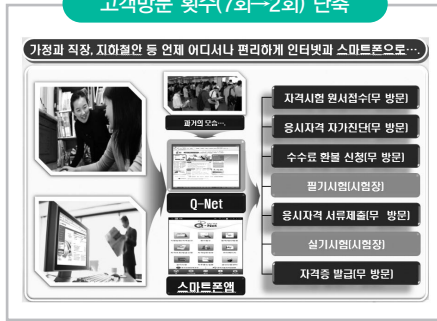 고객방문 횟수(7회→2회) 단축
가정과 직장, 지하철안 등 언제 어디서나 편리하게 인터넷과 스마트폰으로….
과거의 모습….
Q-Net
스마트폰앱
자격시험 원서접수(무 방문)
응시자격 자가진단(무 방문)
수수료 환불 신청(무 방문)
필기시험(시험장)
응시자격 서류제출(무 방문)
실기시험(시험장)
자격증 발급(무 방문)